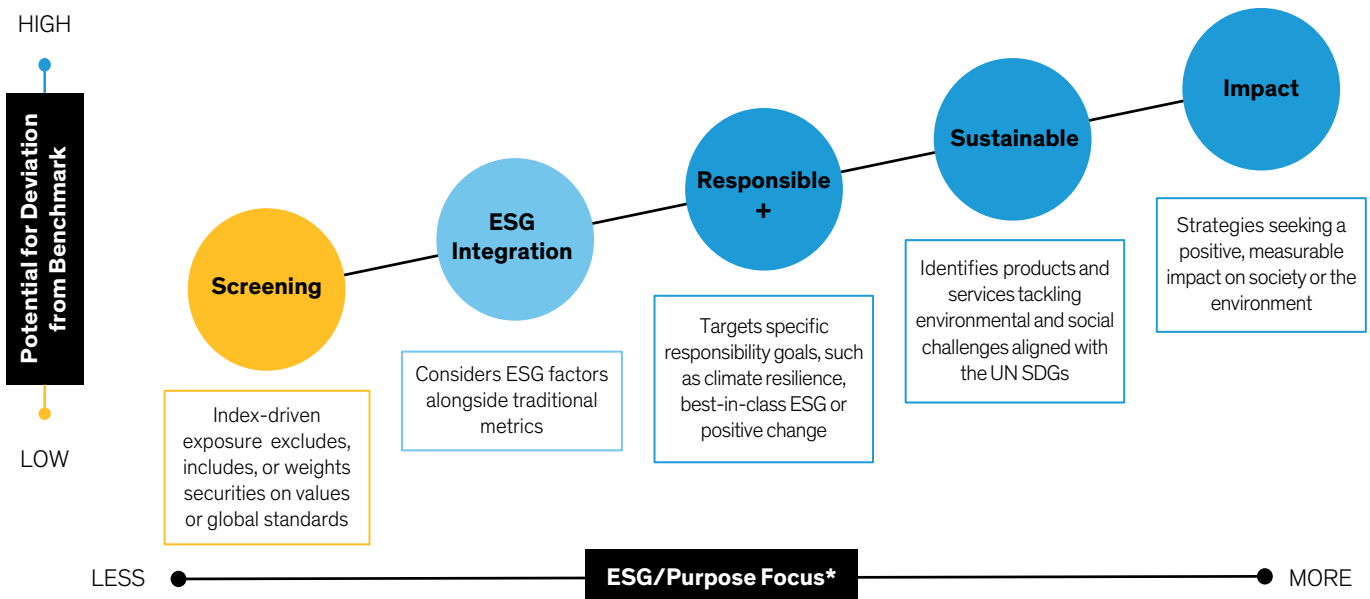 HIGH
Potential for Deviation
from Benchmark
LOW
Screening
Index-driven
exposure excludes,
includes, or weights
securities on values
or global standards
ESG
Integration
Considers ESG factors
alongside traditional
metrics
Responsible
+
Targets specific
responsibility goals, such
as climate resilience,
best-in-class ESG or
positive change
Sustainable
Identifies products and
services tackling
environmental and social
challenges aligned with
the UN SDGs
Impact
Strategies seeking a
positive, measurable
impact on society or the
environment
LESS
ESG/Purpose Focus*
MORE